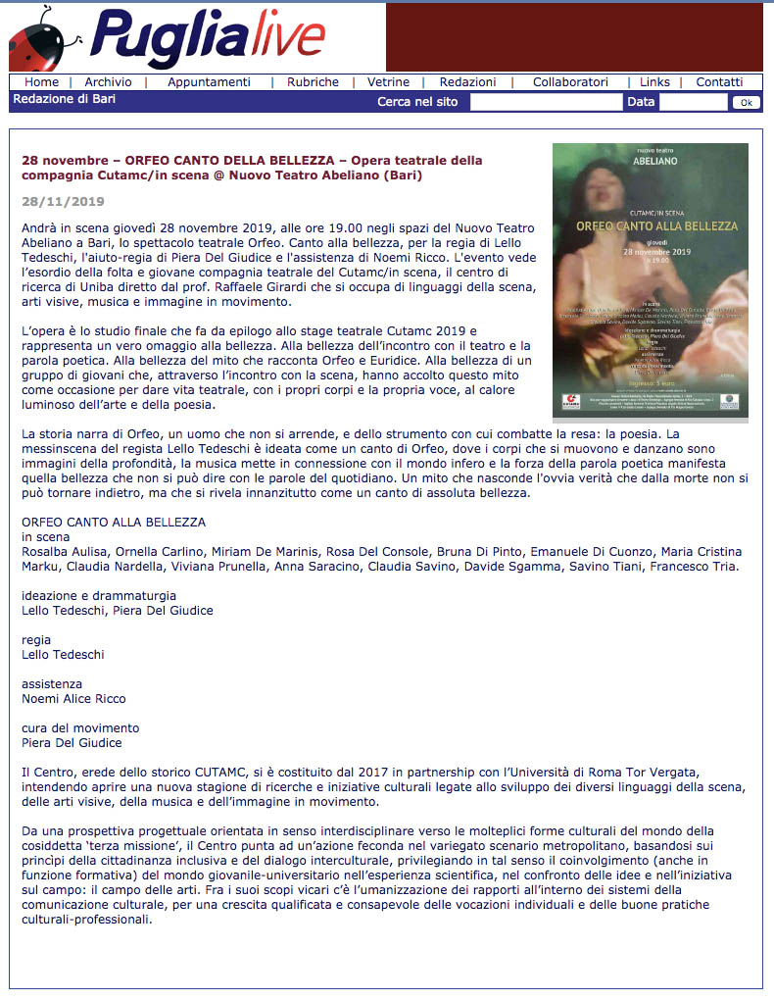 Puglialive
Home | Archivio | Appuntamenti | Rubriche | Vetrine | Redazioni | Collaboratori | Links | Contatti
Redazione di Bari
Cerca nel sito Data Ok
28 novembre – ORFEO CANTO DELLA BELLEZZA – Opera teatrale della
compagnia Cutamc/in scena @ Nuovo Teatro Abeliano (Bari)
28/11/2019
Andrà in scena giovedì 28 novembre 2019, alle ore 19.00 negli spazi del Nuovo Teatro
Abeliano a Bari, lo spettacolo teatrale Orfeo. Canto alla bellezza, per la regia di Lello
Tedeschi, l'aiuto-regia di Piera Del Giudice e l'assistenza di Noemi Ricco. L'evento vede
l’esordio della folta e giovane compagnia teatrale del Cutamc/in scena, il centro di
ricerca di Uniba diretto dal prof. Raffaele Girardi che si occupa di linguaggi della scena,
arti visive, musica e immagine in movimento.
L’opera è lo studio finale che fa da epilogo allo stage teatrale Cutamc 2019 e
rappresenta un vero omaggio alla bellezza. Alla bellezza dell’incontro con il teatro e la
parola poetica. Alla bellezza del mito che racconta Orfeo e Euridice. Alla bellezza di un
gruppo di giovani che, attraverso l’incontro con la scena, hanno accolto questo mito
come occasione per dare vita teatrale, con i propri corpi e la propria voce, al calore
luminoso dell’arte e della poesia.
nuovo teatro
ABELIANO
CUTAMC/IN SCENA
ORFEO CANTO ALLA BELLEZZA
giovedì
28 novembre 2019
h 19.00
in scena
ideazione e drammaturgia
regia
Lello Tedeschi
assistenza
Ingresso: 5 euro
CUTAMC
La storia narra di Orfeo, un uomo che non si arrende, e dello strumento con cui combatte la resa: la poesia. La
messinscena del regista Lello Tedeschi è ideata come un canto di Orfeo, dove i corpi che si muovono e danzano sono
immagini della profondità, la musica mette in connessione con il mondo infero e la forza della parola poetica manifesta
quella bellezza che non si può dire con le parole del quotidiano. Un mito che nasconde l'ovvia verità che dalla morte non si
può tornare indietro, ma che si rivela innanzitutto come un canto di assoluta bellezza.
ORFEO CANTO ALLA BELLEZZA
in scena
Rosalba Aulisa, Ornella Carlino, Miriam De Marinis, Rosa Del Console, Bruna Di Pinto, Emanuele Di Cuonzo, Maria Cristina
Marku, Claudia Nardella, Viviana Prunella, Anna Saracino, Claudia Savino, Davide Sgamma, Savino Tiani, Francesco Tria.
ideazione e drammaturgia
Lello Tedeschi, Piera Del Giudice
regia
Lello Tedeschi
assistenza
Noemi Alice Ricco
cura del movimento
Piera Del Giudice
Il Centro, erede dello storico CUTAMC, si è costituito dal 2017 in partnership con l’Università di Roma Tor Vergata,
intendendo aprire una nuova stagione di ricerche e iniziative culturali legate allo sviluppo dei diversi linguaggi della scena,
delle arti visive, della musica e dell’immagine in movimento.
Da una prospettiva progettuale orientata in senso interdisciplinare verso le molteplici forme culturali del mondo della
cosiddetta ‘terza missione’, il Centro punta ad un’azione feconda nel variegato scenario metropolitano, basandosi sui
princìpi della cittadinanza inclusiva e del dialogo interculturale, privilegiando in tal senso il coinvolgimento (anche in
funzione formativa) del mondo giovanile-universitario nell’esperienza scientifica, nel confronto delle idee e nell’iniziativa
sul campo: il campo delle arti. Fra i suoi scopi vicari c’è l’umanizzazione dei rapporti all’interno dei sistemi della
comunicazione culturale, per una crescita qualificata e consapevole delle vocazioni individuali e delle buone pratiche
culturali-professionali.